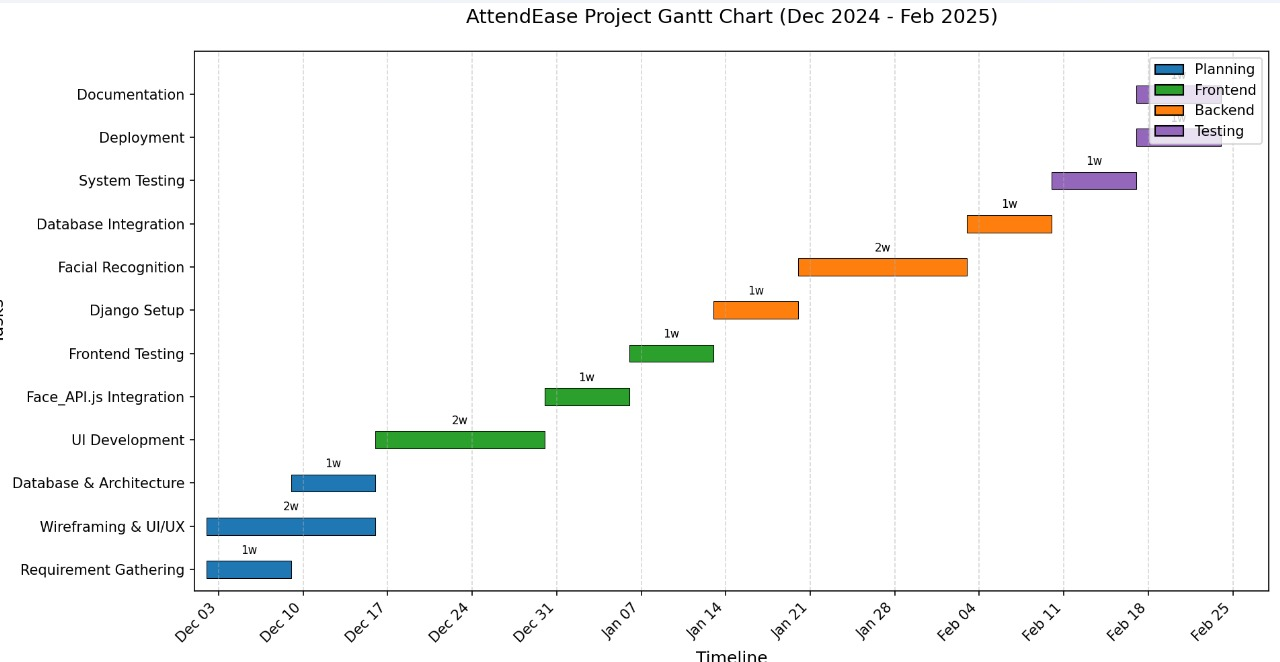 AttendEase Project Gantt Chart (Dec 2024 - Feb 2025)
Planning
Frontend
Backend
Testing
Documentation
1w
Deployment
1w
System Testing
1w
Database Integration
1w
Facial Recognition
2w
Django Setup
1w
Frontend Testing
1w
Face_API.js Integration
1w
UI Development
2w
Database & Architecture
1w
Wireframing & UI/UX
2w
Requirement Gathering
1w
Dec 03
Dec 10
Dec 17
Dec 24
Dec 31
Jan 07
Jan 14
Jan 21
Jan 28
Feb 04
Feb 11
Feb 18
Feb 25
Timeline